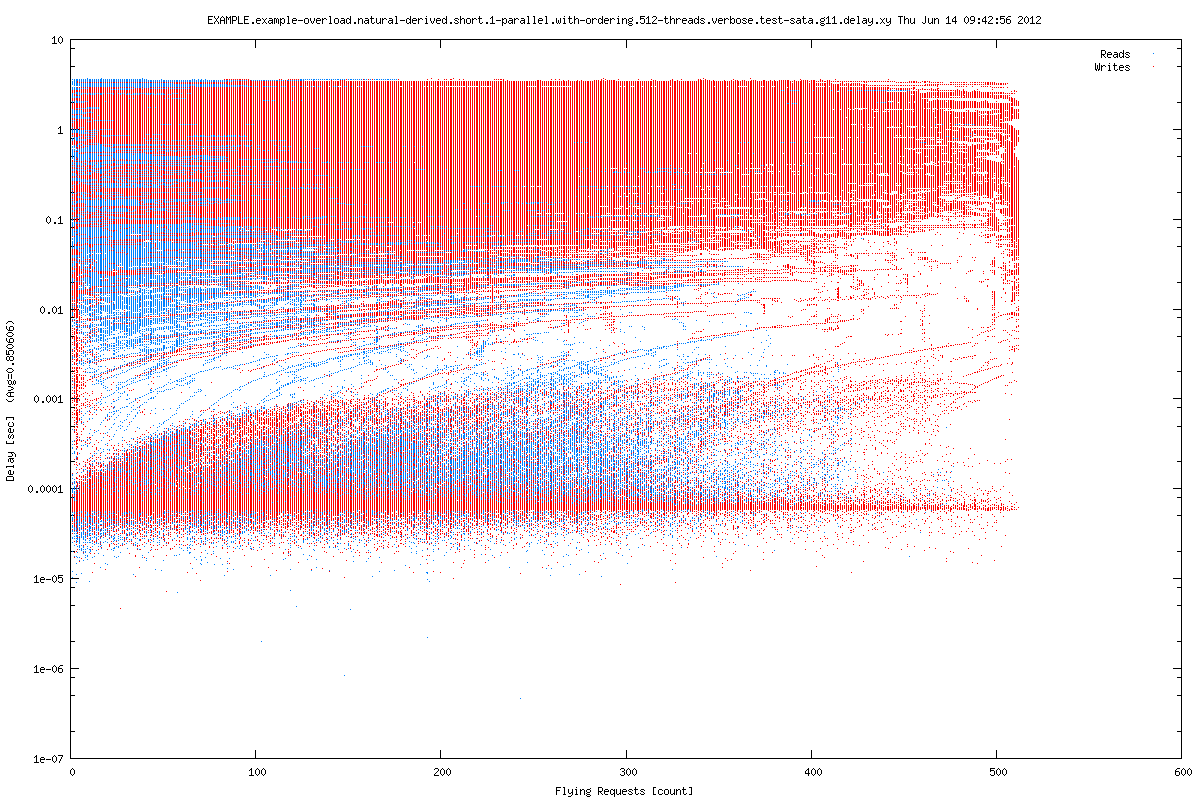 EXAMPLE.example-overload.natural-derived.short.1-parallel.with-ordering.512-threads.verbose.test-sata.g11.delay.xy Thu Jun 14 09:42:56 2012
Reads
Writes
10
1
0.1
0.01
0.001
0.0001
1e-05
1e-06
1e-07
Delay [sec] (Avg=0.850606)
0 100 200 300 400 500 600
Flying Requests [count]